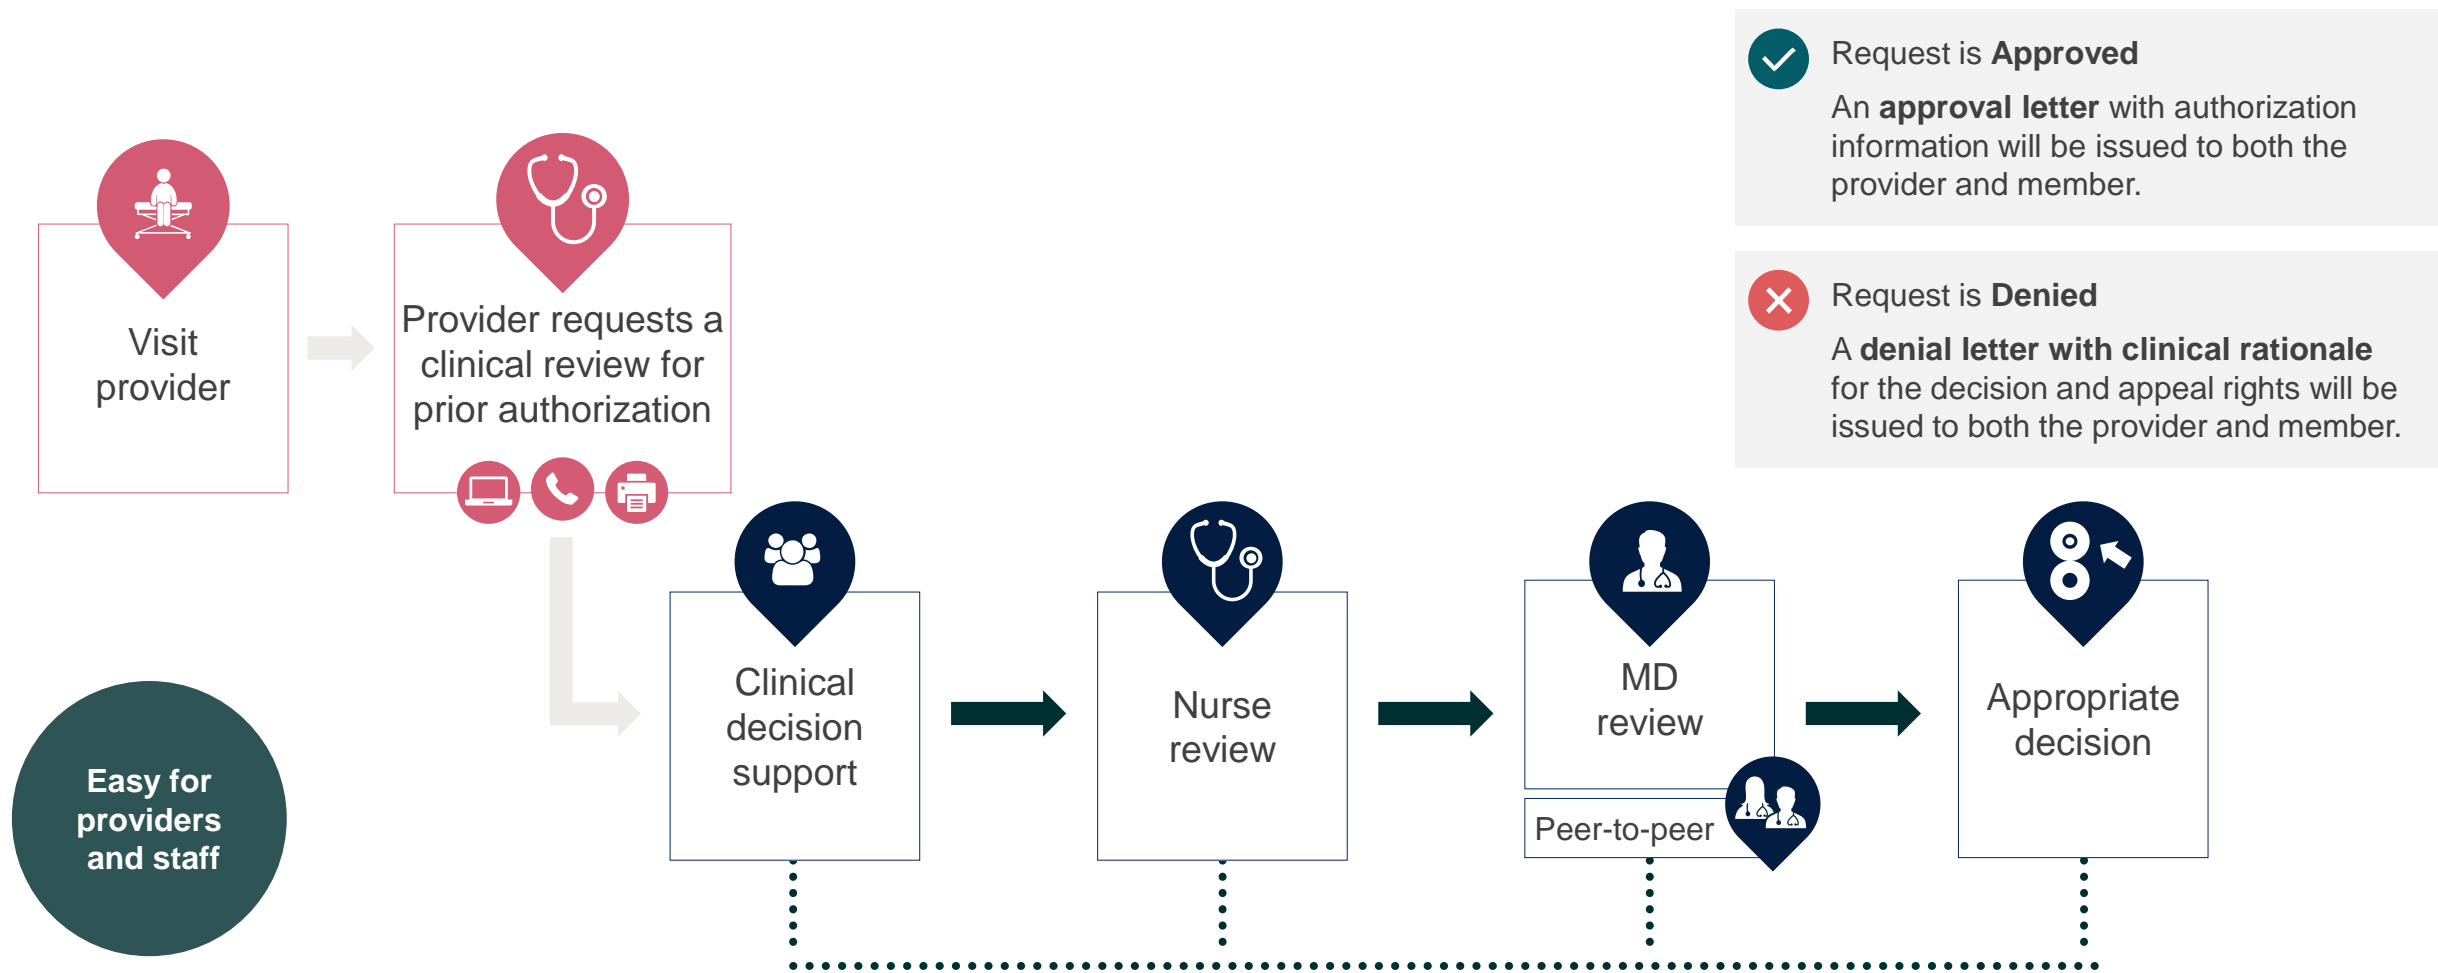 Request is Approved
An approval letter with authorization
information will be issued to both the
provider and member.
Request is Denied
A denial letter with clinical rationale
for the decision and appeal rights will be
issued to both the provider and member.
Visit
provider
Provider requests a
clinical review for
prior authorization
Clinical
decision
support
Nurse
review
MD
review
Peer-to-peer
Appropriate
decision
Easy for
providers
and staff